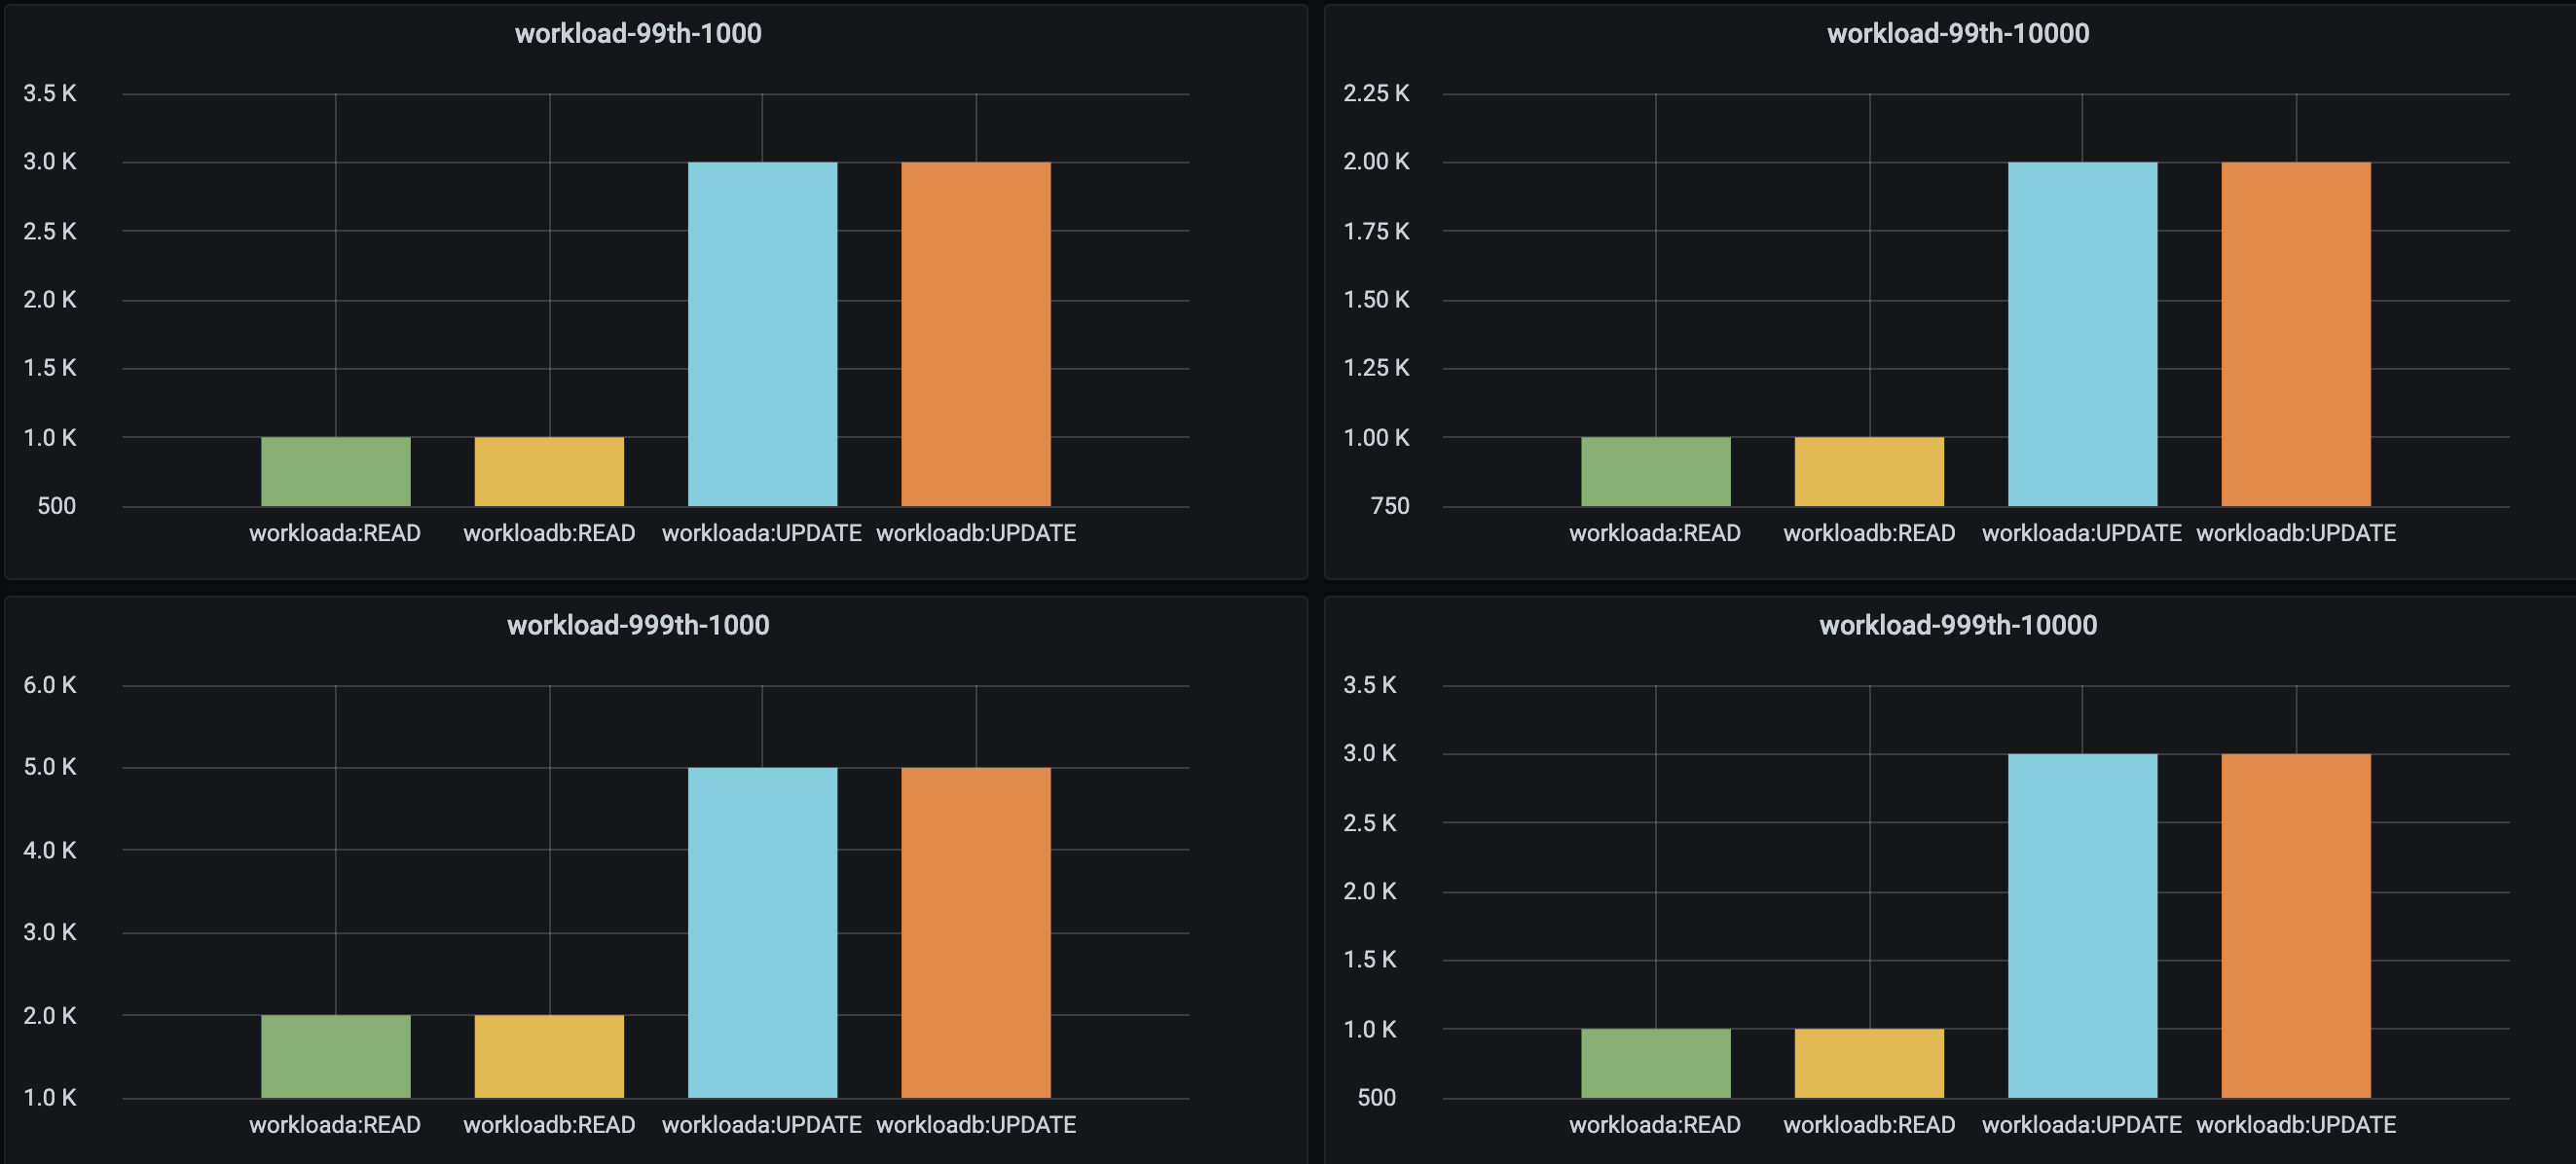 workload-99th-1000
3.5 K
3.0 K
2.5 K
2.0 K
1.5 K
1.0 K
500
workloada:READ workloadb:READ workloada:UPDATE workloadb:UPDATE
workload-99th-10000
2.25 K
2.00 K
1.75 K
1.50 K
1.25 K
1.00 K
750
workloada:READ workloadb:READ workloada:UPDATE workloadb:UPDATE
workload-999th-1000
6.0 K
5.0 K
4.0 K
3.0 K
2.0 K
1.0 K
workloada:READ workloadb:READ workloada:UPDATE workloadb:UPDATE
workload-999th-10000
3.5 K
3.0 K
2.5 K
2.0 K
1.5 K
1.0 K
500
workloada:READ workloadb:READ workloada:UPDATE workloadb:UPDATE